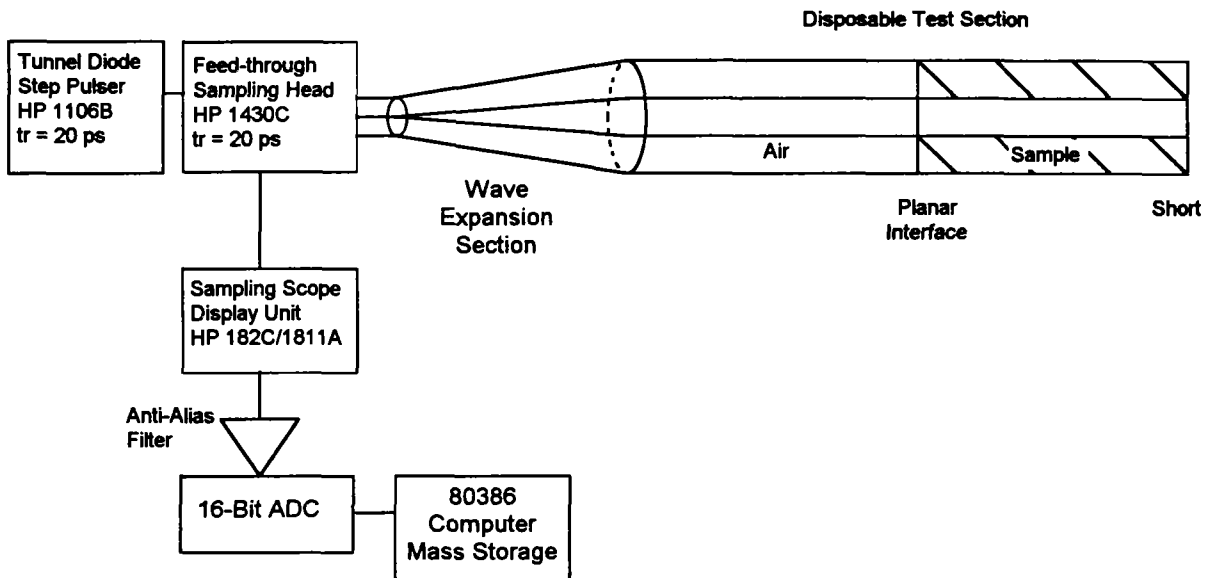 Disposable Test Section
Tunnel Diode
Step Pulser
HP 1106B
tr = 20 ps
Feed-through
Sampling Head
HP 1430C
tr = 20 ps
Air
Sample
Wave
Expansion
Section
Planar
Interface
Short
Sampling Scope
Display Unit
HP 182C/1811A
Anti-Alias
Filter
16-Bit ADC
80386
Computer
Mass Storage